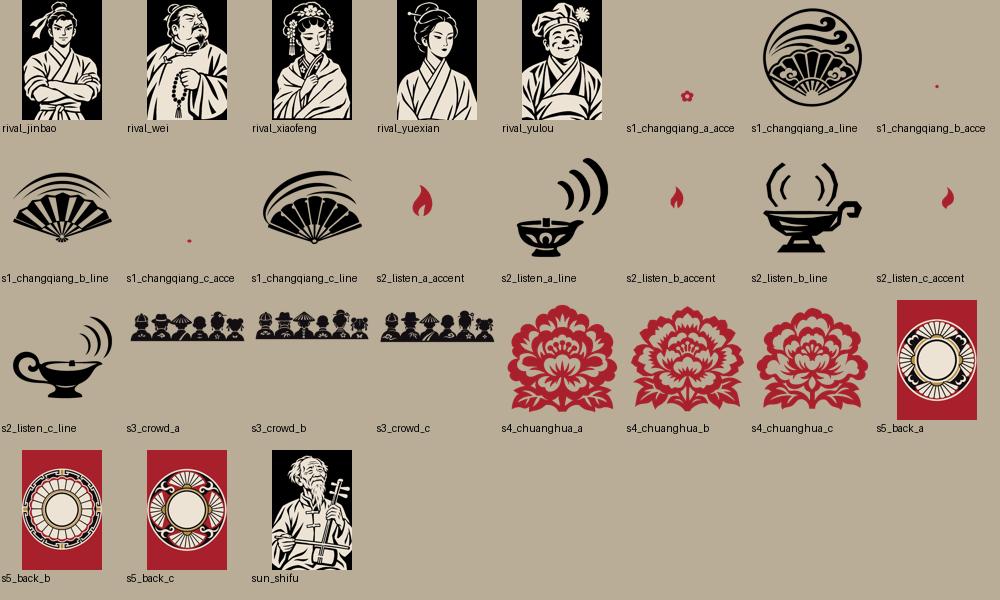 rival_jinbao
rival_wei
rival_xiaofeng
rival_yuexian
rival_yulou
s1_changqiang_a_acce
s1_changqiang_a_line
s1_changqiang_b_acce
s1_changqiang_b_line
s1_changqiang_c_acce
s1_changqiang_c_line
s2_listen_a_accent
s2_listen_a_line
s2_listen_b_accent
s2_listen_b_line
s2_listen_c_accent
s2_listen_c_line
s3_crowd_a
s3_crowd_b
s3_crowd_c
s4_chuanghua_a
s4_chuanghua_b
s4_chuanghua_c
s5_back_a
s5_back_b
s5_back_c
sun_shifu